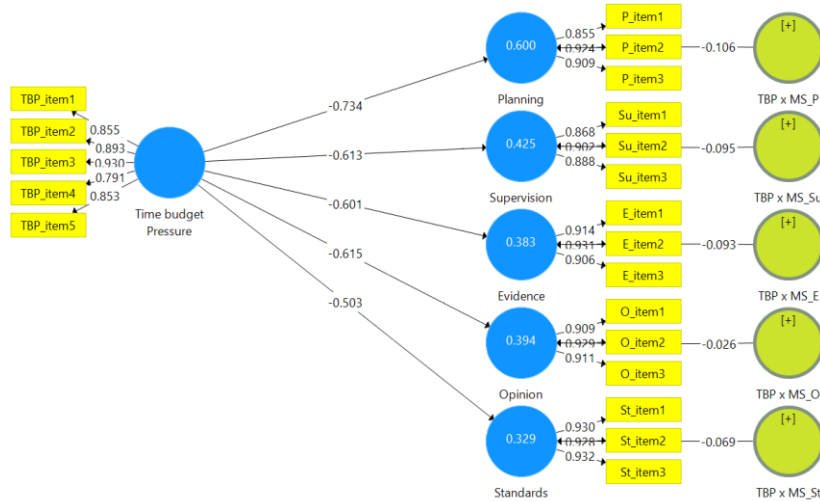 TBP_item1
TBP_item2
TBP_item3
TBP_item4
TBP_item5
0.855
0.893
0.930
0.791
0.853
Time budget
Pressure
-0.734
-0.613
-0.601
-0.615
-0.503
0.600
Planning
0.855
0.924
0.909
P_item1
P_item2
P_item3
-0.106
[+]
TBP x MS_P
0.425
Supervision
0.868
0.902
0.888
Su_item1
Su_item2
Su_item3
-0.095
[+]
TBP x MS_Su
0.383
Evidence
0.914
0.931
0.906
E_item1
E_item2
E_item3
-0.093
[+]
TBP x MS_E
0.394
Opinion
0.909
0.929
0.911
O_item1
O_item2
O_item3
-0.026
[+]
TBP x MS_O
0.329
Standards
0.930
0.928
0.932
St_item1
St_item2
St_item3
-0.069
[+]
TBP x MS_St